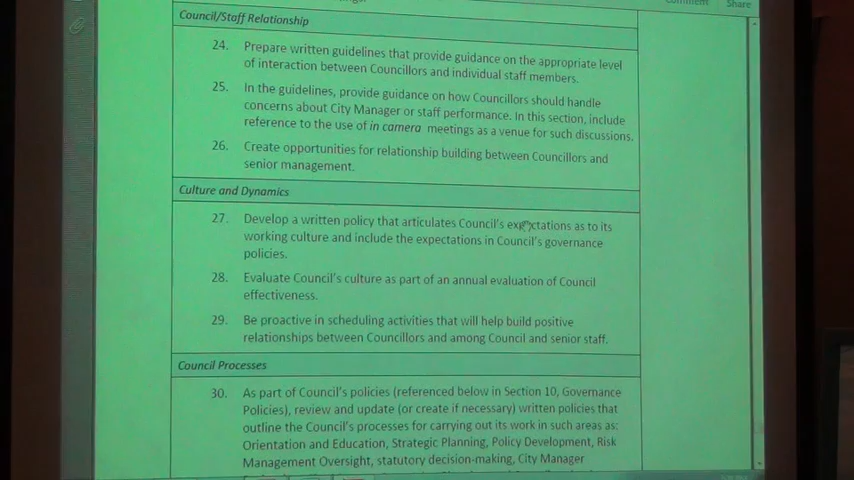 Comment Share
Council/Staff Relationship
24. Prepare written guidelines that provide guidance on the appropriate level
of interaction between Councillors and individual staff members.
25. In the guidelines, provide guidance on how Councillors should handle
concerns about City Manager or staff performance. In this section, include
reference to the use of in camera meetings as a venue for such discussions.
26. Create opportunities for relationship building between Councillors and
senior management.
Culture and Dynamics
27. Develop a written policy that articulates Council's expectations as to its
working culture and include the expectations in Council's governance
policies.
28. Evaluate Council's culture as part of an annual evaluation of Council
effectiveness.
29. Be proactive in scheduling activities that will help build positive
relationships between Councillors and among Council and senior staff.
Council Processes
30. As part of Council's policies (referenced below in Section 10, Governance
Policies), review and update (or create if necessary) written policies that
outline the Council's processes for carrying out its work in such areas as:
Orientation and Education, Strategic Planning, Policy Development, Risk
Management Oversight, statutory decision-making, City Manager